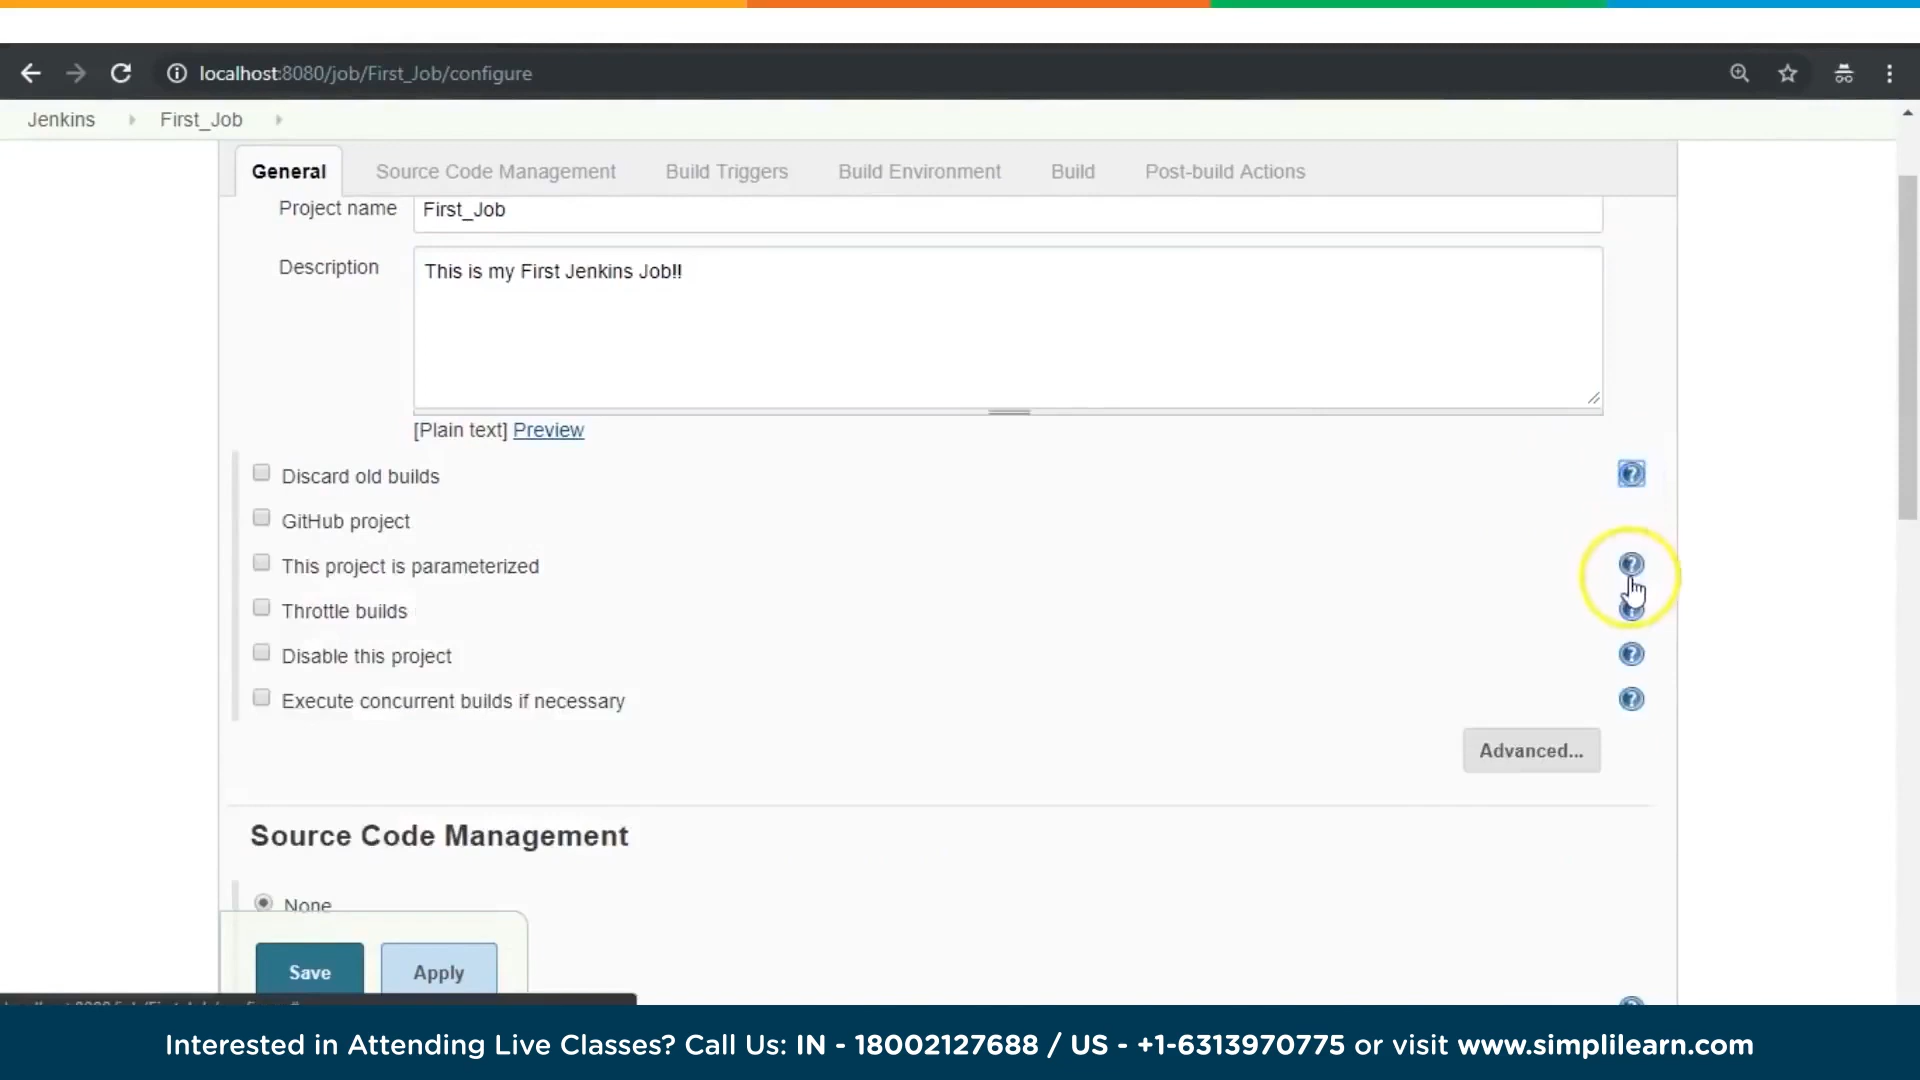 localhost:8080/job/First_Job/configure
Jenkins First_Job
General Source Code Management Build Triggers Build Environment Build Post-build Actions
Project name First_Job
Description This is my First Jenkins Job!!
[Plain text] Preview
Discard old builds
GitHub project
This project is parameterized
Throttle builds
Disable this project
Execute concurrent builds if necessary
Advanced...
Source Code Management
None
Save Apply
Interested in Attending Live Classes? Call Us: IN - 18002127688 / US - +1-6313970775 or visit www.simplilearn.com